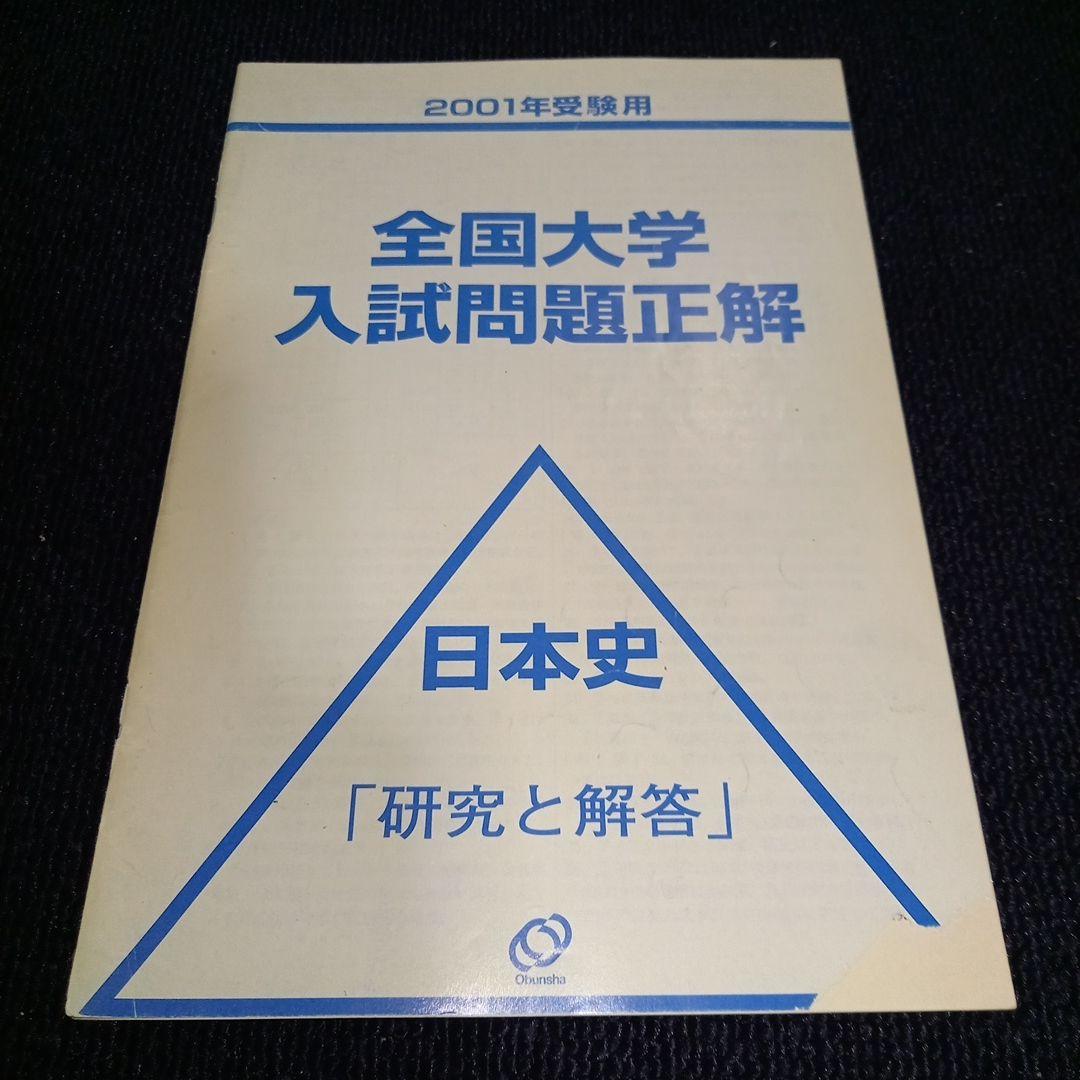 2001年受験用
全国大学
入試問題正解
日本史
「研究と解答」
Obunsha